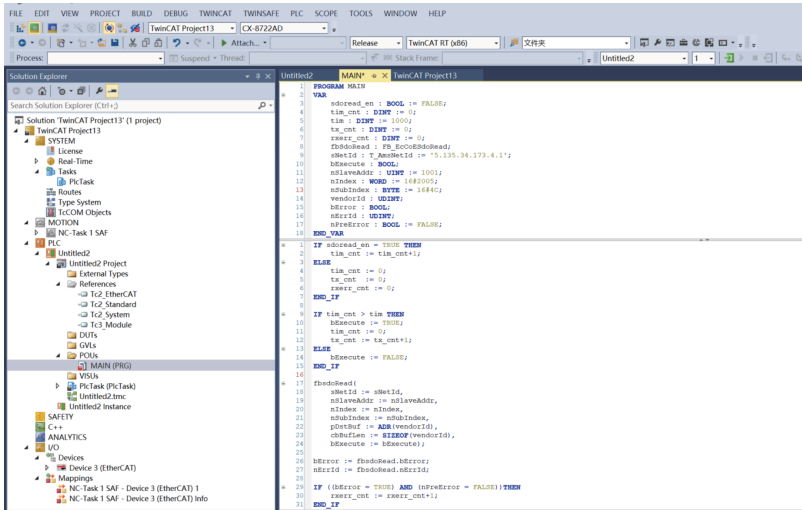 FILE EDIT VIEW PROJECT BUILD DEBUG TWINCAT TWINSAFE PLC SCOPE TOOLS WINDOW HELP
TwinCAT Project13 CX-8722AD
Attach... Release TwinCAT RT (x86) 文件夹
Process: Suspend Thread: Stack Frame: Untitled2 1
Solution Explorer
Search Solution Explorer (Ctrl+;)
Solution 'TwinCAT Project13' (1 project)
TwinCAT Project13
SYSTEM
License
Real-Time
Tasks
PlcTask
Routes
Type System
TcCOM Objects
MOTION
NC-Task 1 SAF
PLC
Untitled2
Untitled2 Project
External Types
References
Tc2_EtherCAT
Tc2_Standard
Tc2_System
Tc3_Module
DUTs
GVLs
POUs
MAIN (PRG)
VISUs
PlcTask (PlcTask)
Untitled2.tmc
Untitled2 Instance
SAFETY
C++
ANALYTICS
I/O
Devices
Device 3 (EtherCAT)
Mappings
NC-Task 1 SAF - Device 3 (EtherCAT) 1
NC-Task 1 SAF - Device 3 (EtherCAT) Info
Untitled2 MAIN* TwinCAT Project13
1 PROGRAM MAIN
2 VAR
3 sdoread_en : BOOL := FALSE;
4 tim_cnt : DINT := 0;
5 tim : DINT := 1000;
6 tx_cnt : DINT := 0;
7 rxerr_cnt : DINT := 0;
8 fbSdoRead : FB_EcCoESdoRead;
9 sNetId : T_AmsNetId := '5.135.34.173.4.1';
10 bExecute : BOOL;
11 nSlaveAddr : UINT := 1001;
12 nIndex : WORD := 16#2005;
13 nSubIndex : BYTE := 16#4C;
14 vendorId : UDINT;
15 bError : BOOL;
16 nErrId : UDINT;
17 nPreError : BOOL := FALSE;
18 END_VAR
1 IF sdoread_en = TRUE THEN
2 tim_cnt := tim_cnt+1;
3 ELSE
4 tim_cnt := 0;
5 tx_cnt := 0;
6 rxerr_cnt := 0;
7 END_IF
8
9 IF tim_cnt > tim THEN
10 bExecute := TRUE;
11 tim_cnt := 0;
12 tx_cnt := tx_cnt+1;
13 ELSE
14 bExecute := FALSE;
15 END_IF
16
17 fbsdoRead(
18 sNetId := sNetId,
19 nSlaveAddr := nSlaveAddr,
20 nIndex := nIndex,
21 nSubIndex := nSubIndex,
22 pDstBuf := ADR(vendorId),
23 cbBufLen := SIZEOF(vendorId),
24 bExecute := bExecute);
25
26 bError := fbsdoRead.bError;
27 nErrId := fbsdoRead.nErrId;
28
29 IF ((bError = TRUE) AND (nPreError = FALSE))THEN
30 rxerr_cnt := rxerr_cnt+1;
31 END_IF